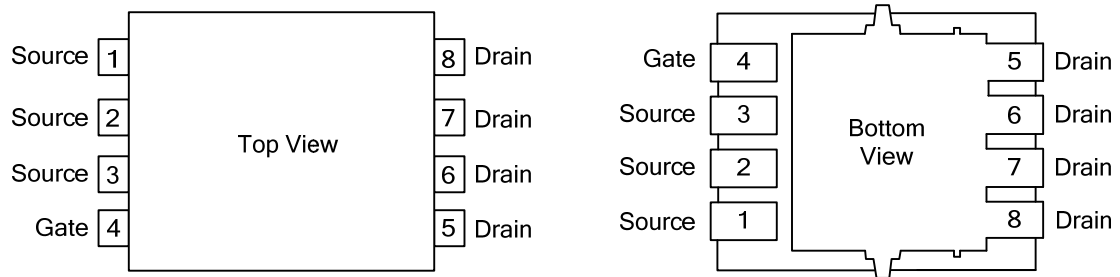 Source 1 8 Drain
Source 2 7 Drain
Source 3 6 Drain
Gate 4 5 Drain
Top View
Gate 4 5 Drain
Source 3 6 Drain
Source 2 7 Drain
Source 1 8 Drain
Bottom
View